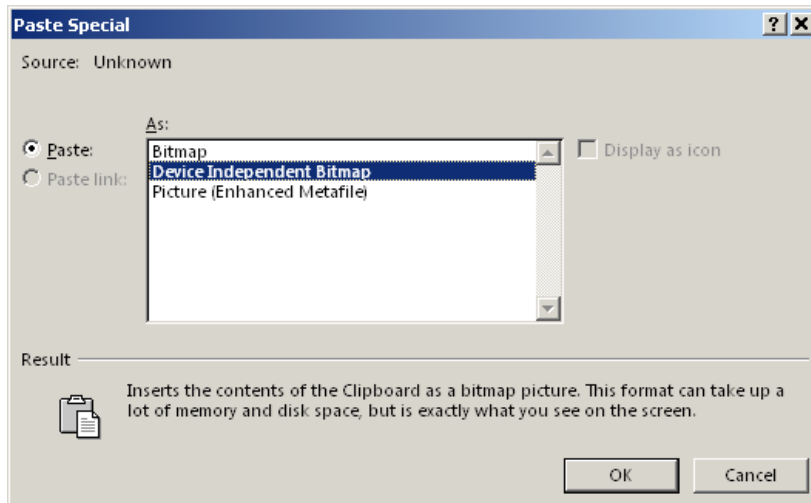 Paste Special
Source: Unknown
As:
Paste:
Paste link:
Bitmap
Device Independent Bitmap
Picture (Enhanced Metafile)
Display as icon
Result
Inserts the contents of the Clipboard as a bitmap picture. This format can take up a
lot of memory and disk space, but is exactly what you see on the screen.
OK
Cancel